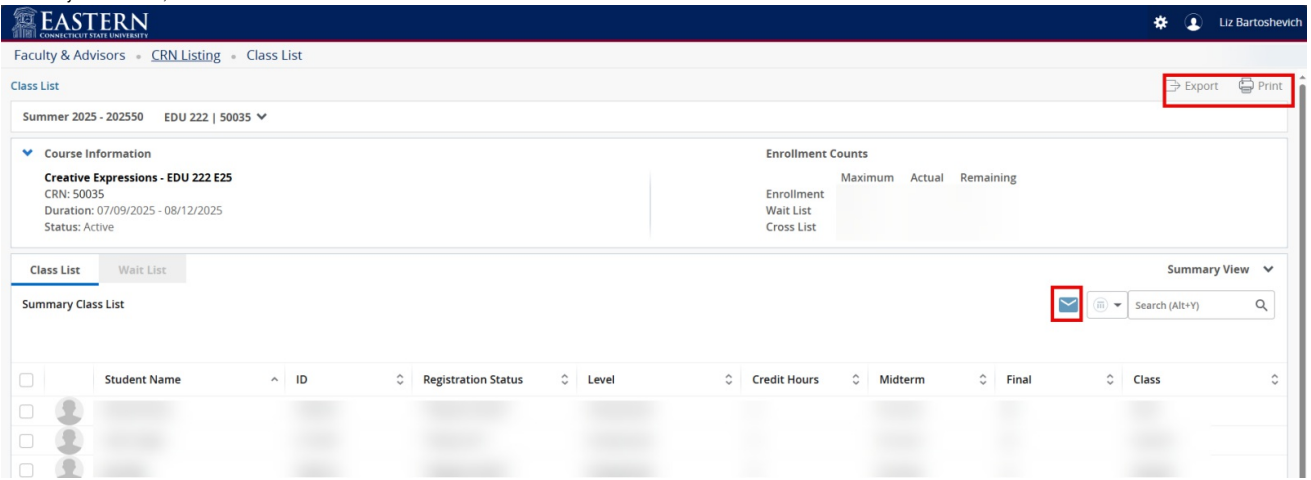 EASTERN
CONNECTICUT STATE UNIVERSITY
Liz Bartoshevich
Faculty & Advisors • CRN Listing • Class List
Class List
Export Print
Summer 2025 - 202550 EDU 222 | 50035
Course Information
Creative Expressions - EDU 222 E25
CRN: 50035
Duration: 07/09/2025 - 08/12/2025
Status: Active
Enrollment Counts
Maximum Actual Remaining
Enrollment
Wait List
Cross List
Class List Wait List Summary View
Summary Class List
Search (Alt+Y)
Student Name ID Registration Status Level Credit Hours Midterm Final Class